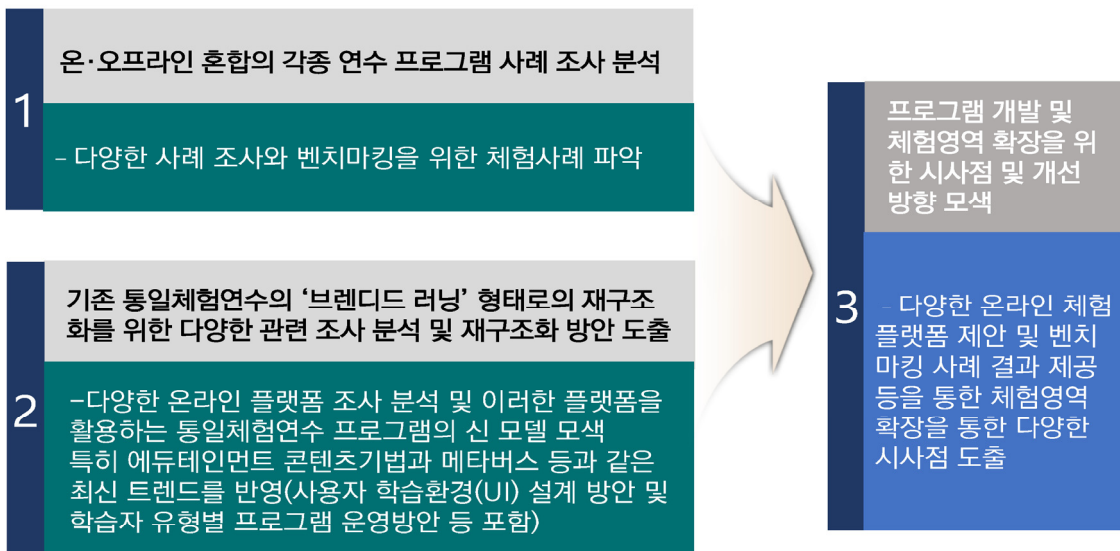 1
온·오프라인 혼합의 각종 연수 프로그램 사례 조사 분석
- 다양한 사례 조사와 벤치마킹을 위한 체험사례 파악
2
기존 통일체험연수의 ‘브렌디드 러닝’ 형태로의 재구조
화를 위한 다양한 관련 조사 분석 및 재구조화 방안 도출
-다양한 온라인 플랫폼 조사 분석 및 이러한 플랫폼을
활용하는 통일체험연수 프로그램의 신 모델 모색
특히 에듀테인먼트 콘텐츠기법과 메타버스 등과 같은
최신 트렌드를 반영(사용자 학습환경(UI) 설계 방안 및
학습자 유형별 프로그램 운영방안 등 포함)
3
프로그램 개발 및
체험영역 확장을 위
한 시사점 및 개선
방향 모색
- 다양한 온라인 체험
플랫폼 제안 및 벤치
마킹 사례 결과 제공
등을 통한 체험영역
확장을 통한 다양한
시사점 도출